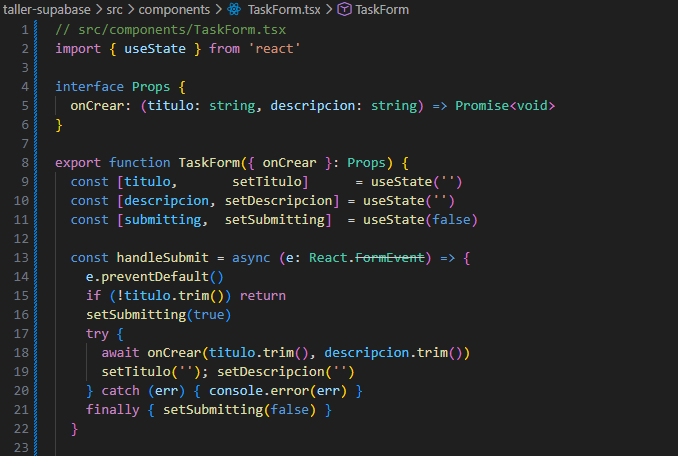 taller-supabase > src > components > TaskForm.tsx > TaskForm
1 // src/components/TaskForm.tsx
2 import { useState } from 'react'
3
4 interface Props {
5   onCrear: (titulo: string, descripcion: string) => Promise<void>
6 }
7
8 export function TaskForm({ onCrear }: Props) {
9   const [titulo,       setTitulo]      = useState('')
10   const [descripcion, setDescripcion] = useState('')
11   const [submitting,  setSubmitting]  = useState(false)
12
13   const handleSubmit = async (e: React.FormEvent) => {
14     e.preventDefault()
15     if (!titulo.trim()) return
16     setSubmitting(true)
17     try {
18       await onCrear(titulo.trim(), descripcion.trim())
19       setTitulo(''); setDescripcion('')
20     } catch (err) { console.error(err) }
21     finally { setSubmitting(false) }
22   }
23